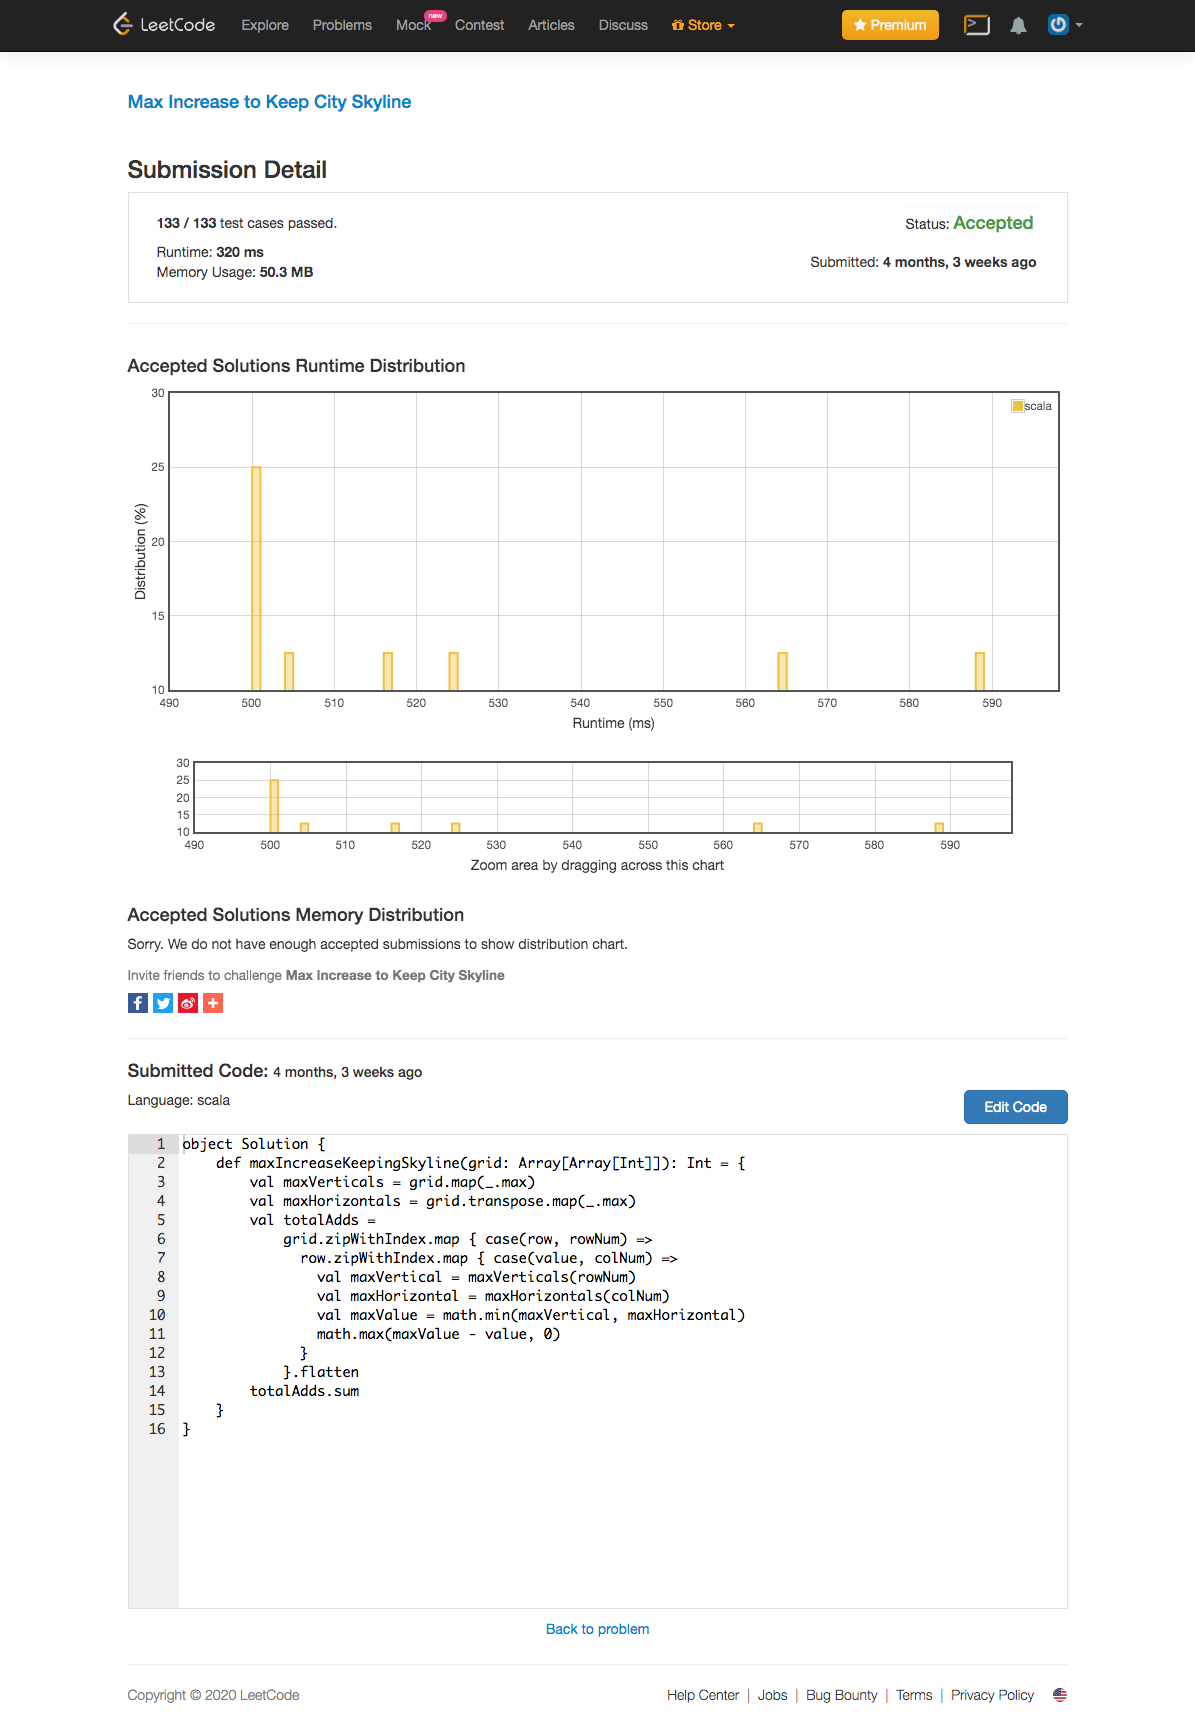 LeetCode Explore Problems Mock new Contest Articles Discuss Store Premium
Max Increase to Keep City Skyline
Submission Detail
133 / 133 test cases passed.
Status: Accepted
Runtime: 320 ms
Memory Usage: 50.3 MB
Submitted: 4 months, 3 weeks ago
Accepted Solutions Runtime Distribution
30
scala
25
20
15
10
Distribution (%)
490 500 510 520 530 540 550 560 570 580 590
Runtime (ms)
30
25
20
15
10
490 500 510 520 530 540 550 560 570 580 590
Zoom area by dragging across this chart
Accepted Solutions Memory Distribution
Sorry. We do not have enough accepted submissions to show distribution chart.
Invite friends to challenge Max Increase to Keep City Skyline
Submitted Code: 4 months, 3 weeks ago
Language: scala
Edit Code
1 object Solution {
2     def maxIncreaseKeepingSkyline(grid: Array[Array[Int]]): Int = {
3         val maxVerticals = grid.map(_.max)
4         val maxHorizontals = grid.transpose.map(_.max)
5         val totalAdds =
6             grid.zipWithIndex.map { case(row, rowNum) =>
7               row.zipWithIndex.map { case(value, colNum) =>
8                 val maxVertical = maxVerticals(rowNum)
9                 val maxHorizontal = maxHorizontals(colNum)
10                 val maxValue = math.min(maxVertical, maxHorizontal)
11                 math.max(maxValue - value, 0)
12               }
13             }.flatten
14         totalAdds.sum
15     }
16 }
Back to problem
Copyright © 2020 LeetCode
Help Center | Jobs | Bug Bounty | Terms | Privacy Policy